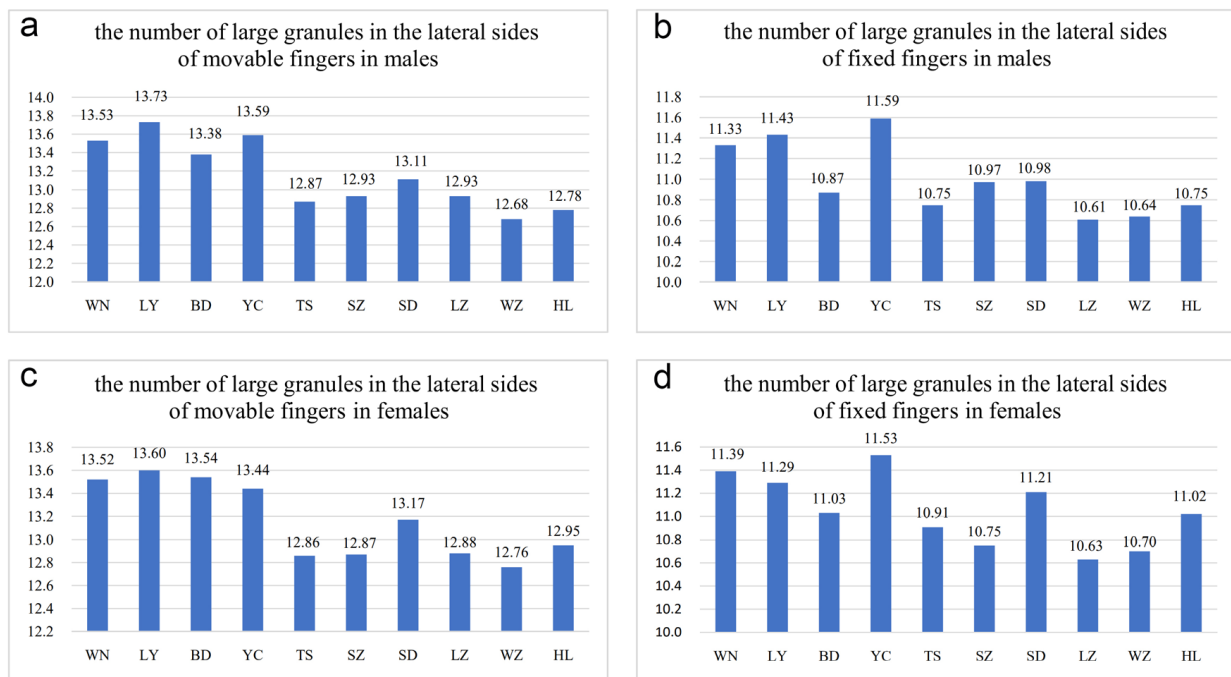 a
the number of large granules in the lateral sides
of movable fingers in males
14.0
13.8
13.6
13.4
13.2
13.0
12.8
12.6
12.4
12.2
12.0
13.53 13.73 13.38 13.59 12.87 12.93 13.11 12.93 12.68 12.78
WN LY BD YC TS SZ SD LZ WZ HL
b
the number of large granules in the lateral sides
of fixed fingers in males
11.8
11.6
11.4
11.2
11.0
10.8
10.6
10.4
10.2
10.0
11.33 11.43 10.87 11.59 10.75 10.97 10.98 10.61 10.64 10.75
WN LY BD YC TS SZ SD LZ WZ HL
c
the number of large granules in the lateral sides
of movable fingers in females
13.8
13.6
13.4
13.2
13.0
12.8
12.6
12.4
12.2
13.52 13.60 13.54 13.44 12.86 12.87 13.17 12.88 12.76 12.95
WN LY BD YC TS SZ SD LZ WZ HL
d
the number of large granules in the lateral sides
of fixed fingers in females
11.6
11.4
11.2
11.0
10.8
10.6
10.4
10.2
10.0
11.39 11.29 11.03 11.53 10.91 10.75 11.21 10.63 10.70 11.02
WN LY BD YC TS SZ SD LZ WZ HL